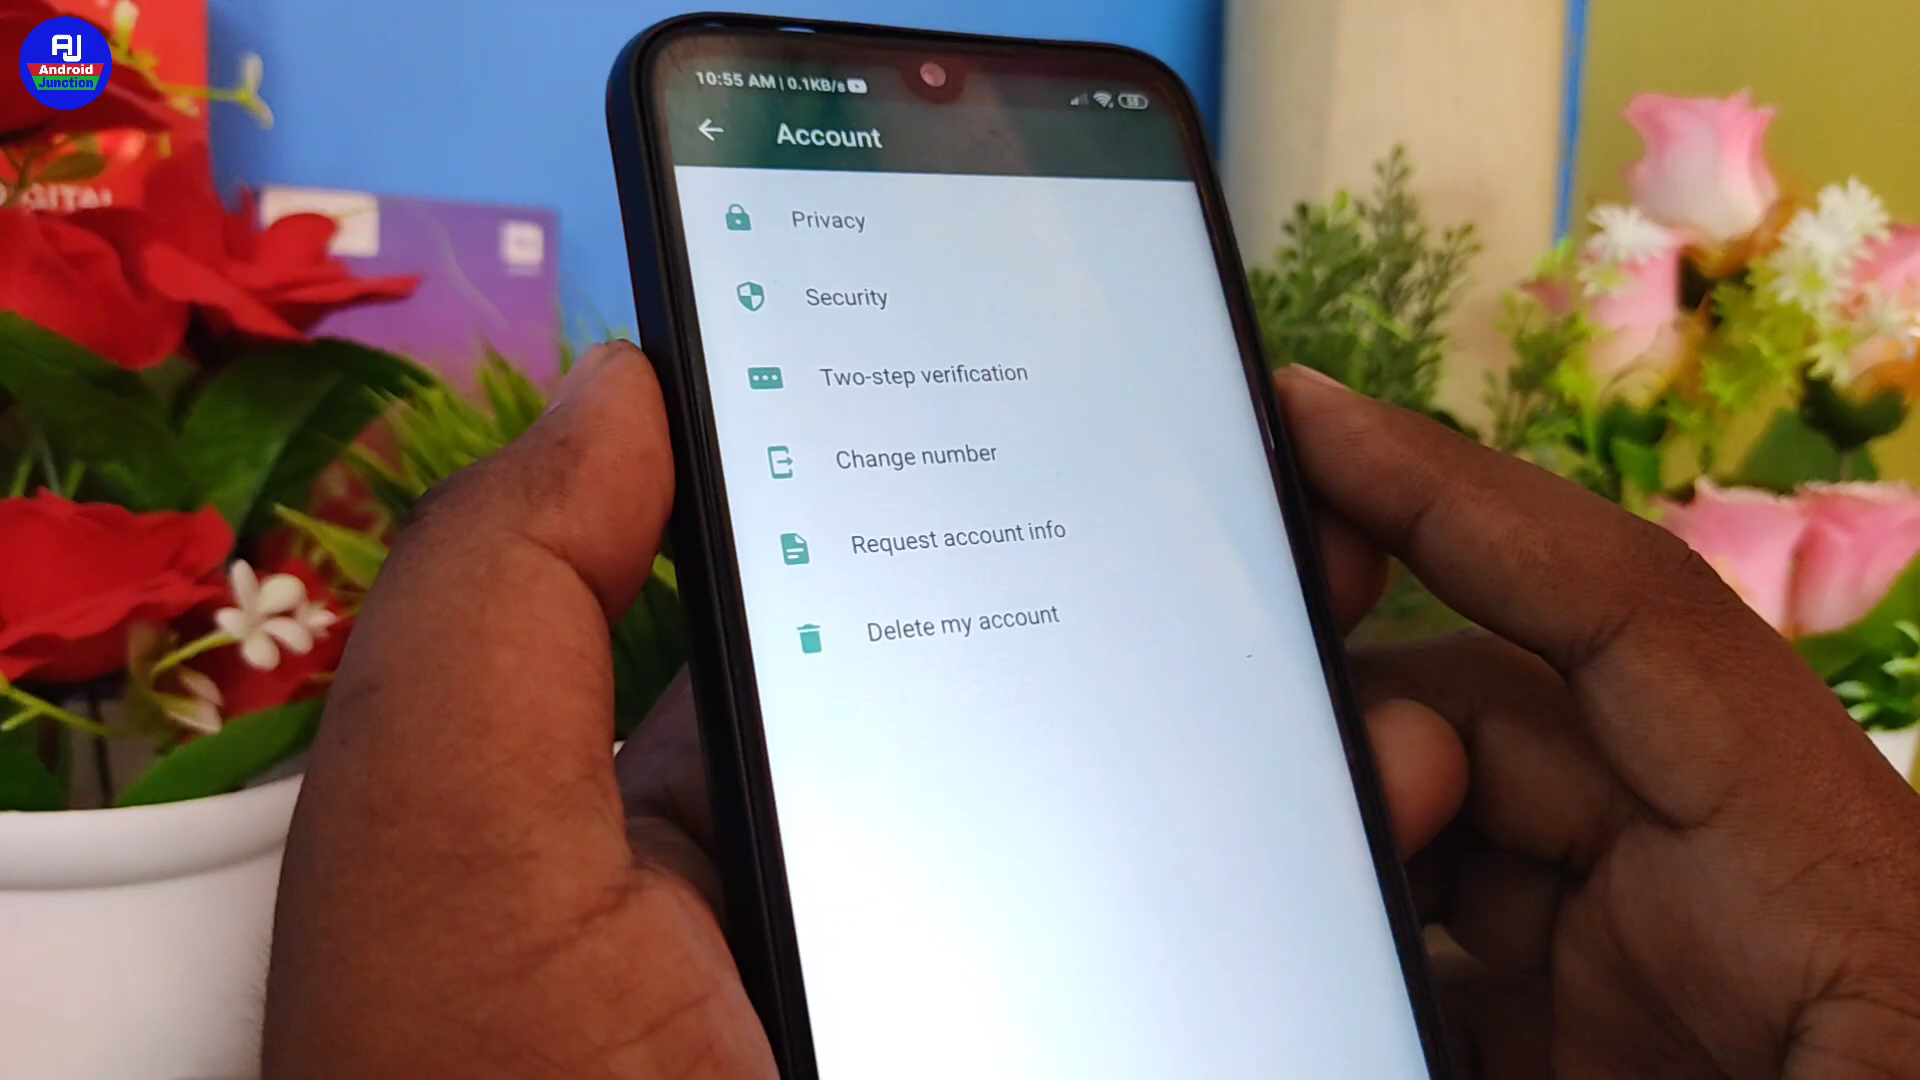 AJ
Android
Junction
10:55 AM | 0.1KB/s
Account
Privacy
Security
Two-step verification
Change number
Request account info
Delete my account